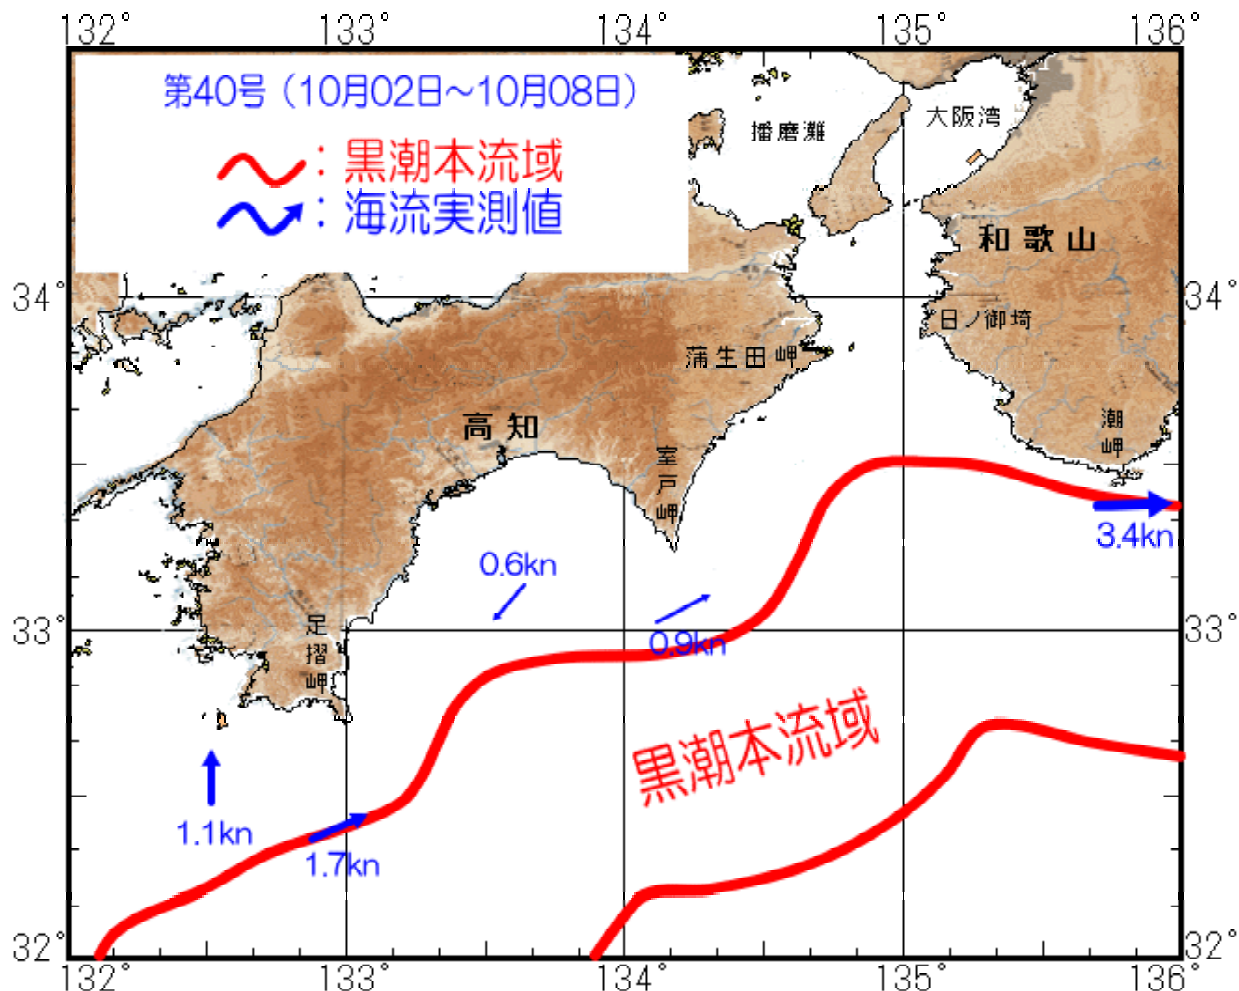 132° 133° 134° 135° 136°
第40号（10月02日～10月08日）
：黒潮本流域
：海流実測値
播磨灘
大阪湾
和歌山
34° 34°
日ノ御埼
蒲生田岬
潮岬
高知
室戸岬
3.4kn
0.6kn
33° 33°
足摺岬
0.9kn
黒潮本流域
1.1kn
1.7kn
32° 32°
132° 133° 134° 135° 136°